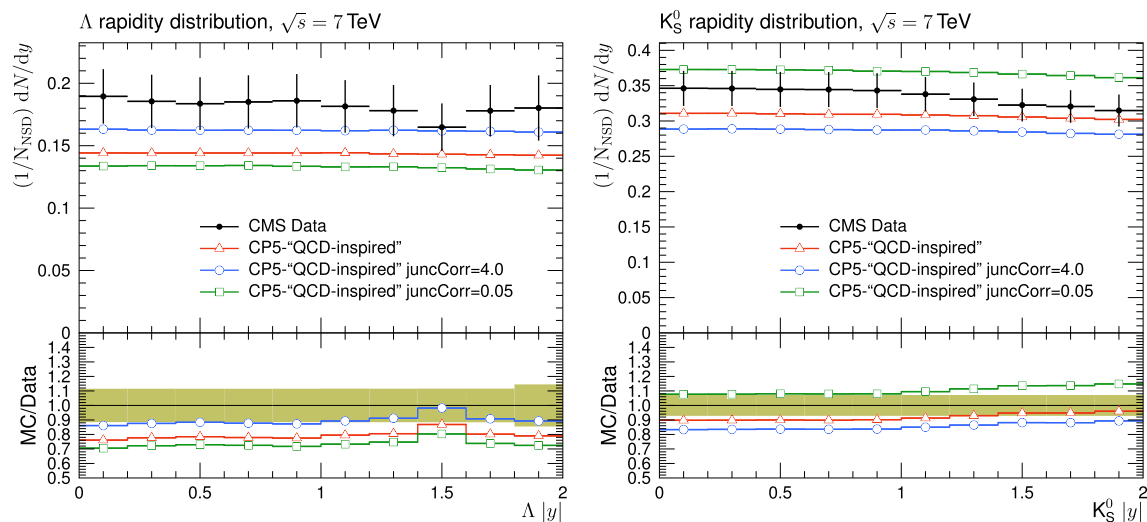 Λ rapidity distribution, √s = 7 TeV
(1/N_NSD) dN/dy
0.2
0.15
0.1
0.05
0
CMS Data
CP5-“QCD-inspired”
CP5-“QCD-inspired” juncCorr=4.0
CP5-“QCD-inspired” juncCorr=0.05
MC/Data
1.4
1.3
1.2
1.1
1.0
0.9
0.8
0.7
0.6
0.5
0 0.5 1 1.5 2
Λ |y|
K_S^0 rapidity distribution, √s = 7 TeV
(1/N_NSD) dN/dy
0.4
0.35
0.3
0.25
0.2
0.15
0.1
0.05
0
CMS Data
CP5-“QCD-inspired”
CP5-“QCD-inspired” juncCorr=4.0
CP5-“QCD-inspired” juncCorr=0.05
MC/Data
1.4
1.3
1.2
1.1
1.0
0.9
0.8
0.7
0.6
0.5
0 0.5 1 1.5 2
K_S^0 |y|